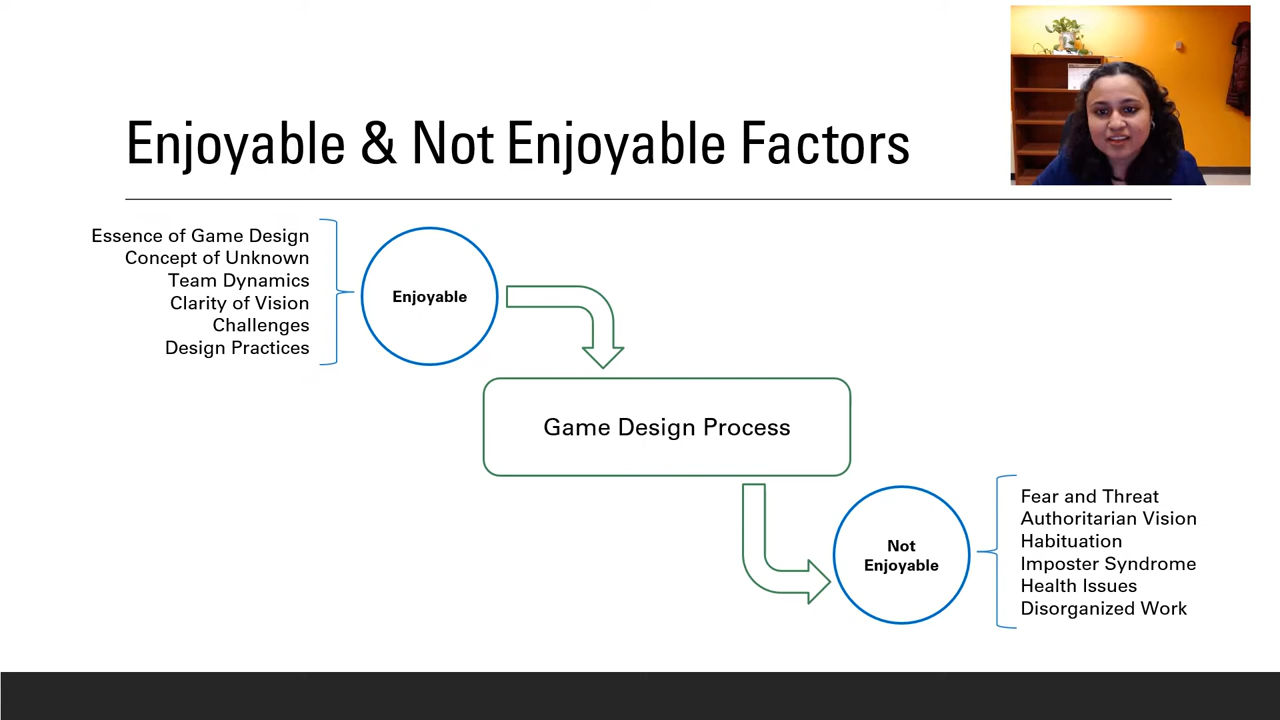 Enjoyable & Not Enjoyable Factors
Essence of Game Design
Concept of Unknown
Team Dynamics
Clarity of Vision
Challenges
Design Practices
Enjoyable
Game Design Process
Not
Enjoyable
Fear and Threat
Authoritarian Vision
Habituation
Imposter Syndrome
Health Issues
Disorganized Work